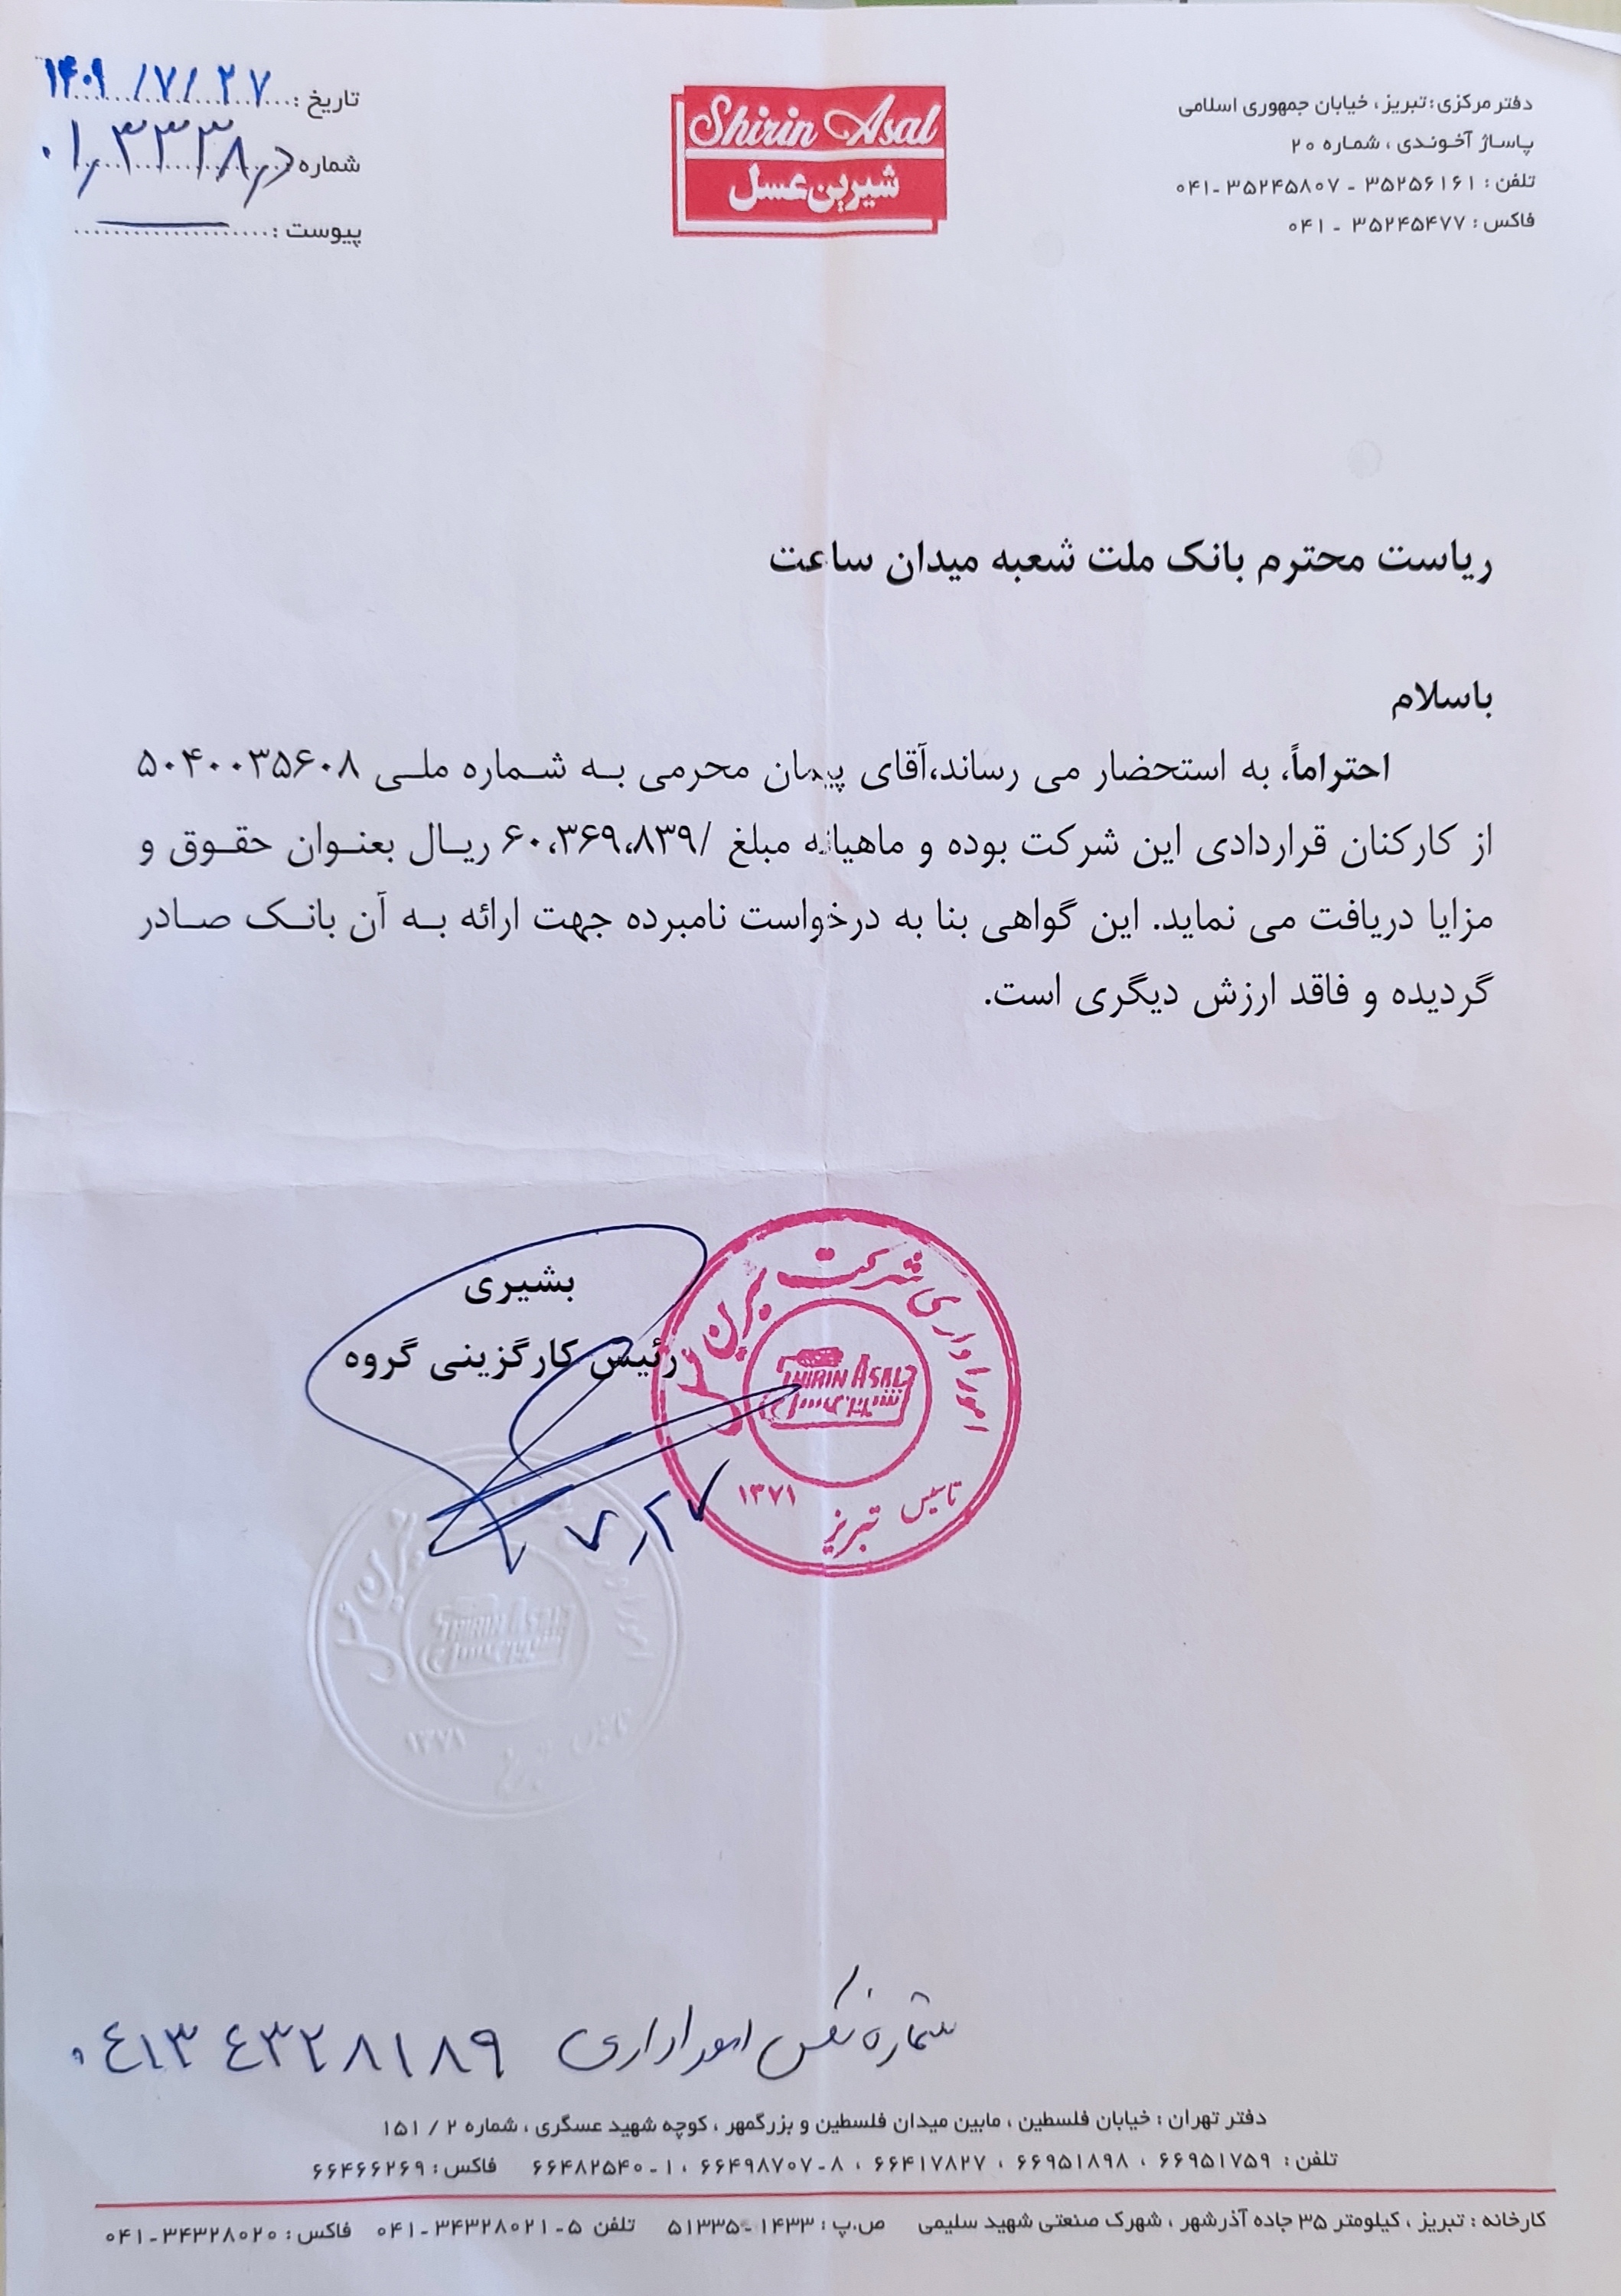 دفتر مرکزی: تبریز، خیابان جمهوری اسلامی
پاساژ آخوندی، شماره ۲۰
تلفن: ۳۵۲۵۶۱۶۱ - ۰۴۱-۳۵۲۴۵۸۰۷
فاکس: ۳۵۲۴۵۴۷۷ - ۰۴۱
Shirin Asal
شیرین عسل
تاریخ: ۱۴۰۱/۷/۲۷
شماره د/۰۱/۳۳۳۸
پیوست:
ریاست محترم بانک ملت شعبه میدان ساعت
باسلام
احتراماً، به استحضار می رساند،آقای پیمان محرمی به شماره ملی ۵۰۴۰۰۳۵۶۰۸
از کارکنان قراردادی این شرکت بوده و ماهیانه مبلغ /۶۰،۳۶۹،۸۳۹ ریال بعنوان حقوق و
مزایا دریافت می نماید. این گواهی بنا به درخواست نامبرده جهت ارائه به آن بانک صادر
گردیده و فاقد ارزش دیگری است.
بشیری
رئیس کارگزینی گروه
۷/۲۷
امور اداری شرکت شیرین عسل
SHIRIN ASAL
شیرین عسل
تاسیس ۱۳۷۱
تبریز
شماره فکس امور اداری ۰۴۱۳ ۴۳۲۸۱۸۹
دفتر تهران: خیابان فلسطین، مابین میدان فلسطین و بزرگمهر، کوچه شهید عسگری، شماره ۲ / ۱۵۱
تلفن: ۶۶۹۵۱۷۵۹ ، ۶۶۹۵۱۸۹۸ ، ۶۶۴۱۷۸۲۷ ، ۶۶۴۹۸۷۰۷-۸ ، ۶۶۴۸۲۵۴۰-۱ فاکس: ۶۶۴۶۶۲۶۹
کارخانه: تبریز، کیلومتر ۳۵ جاده آذرشهر، شهرک صنعتی شهید سلیمی ص.پ: ۱۴۳۳-۵۱۳۳۵ تلفن ۵-۳۴۳۲۸۰۲۱-۰۴۱ فاکس: ۳۴۳۲۸۰۲۰-۰۴۱